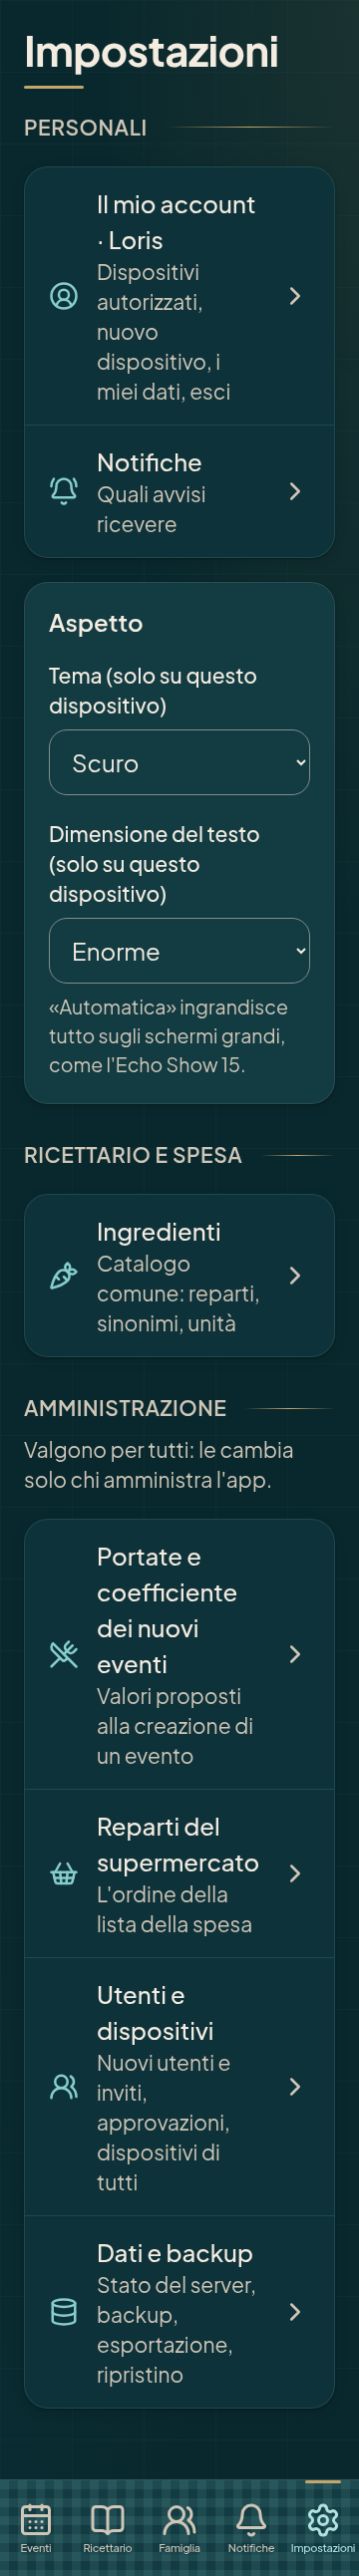 Impostazioni
PERSONALI
Il mio account
· Loris
Dispositivi
autorizzati,
nuovo
dispositivo, i
miei dati, esci
Notifiche
Quali avvisi
ricevere
Aspetto
Tema (solo su questo
dispositivo)
Scuro
Dimensione del testo
(solo su questo
dispositivo)
Enorme
«Automatica» ingrandisce
tutto sugli schermi grandi,
come l'Echo Show 15.
RICETTARIO E SPESA
Ingredienti
Catalogo
comune: reparti,
sinonimi, unità
AMMINISTRAZIONE
Valgono per tutti: le cambia
solo chi amministra l'app.
Portate e
coefficiente
dei nuovi
eventi
Valori proposti
alla creazione di
un evento
Reparti del
supermercato
L'ordine della
lista della spesa
Utenti e
dispositivi
Nuovi utenti e
inviti,
approvazioni,
dispositivi di
tutti
Dati e backup
Stato del server,
backup,
esportazione,
ripristino
Eventi Ricettario Famiglia Notifiche Impostazioni